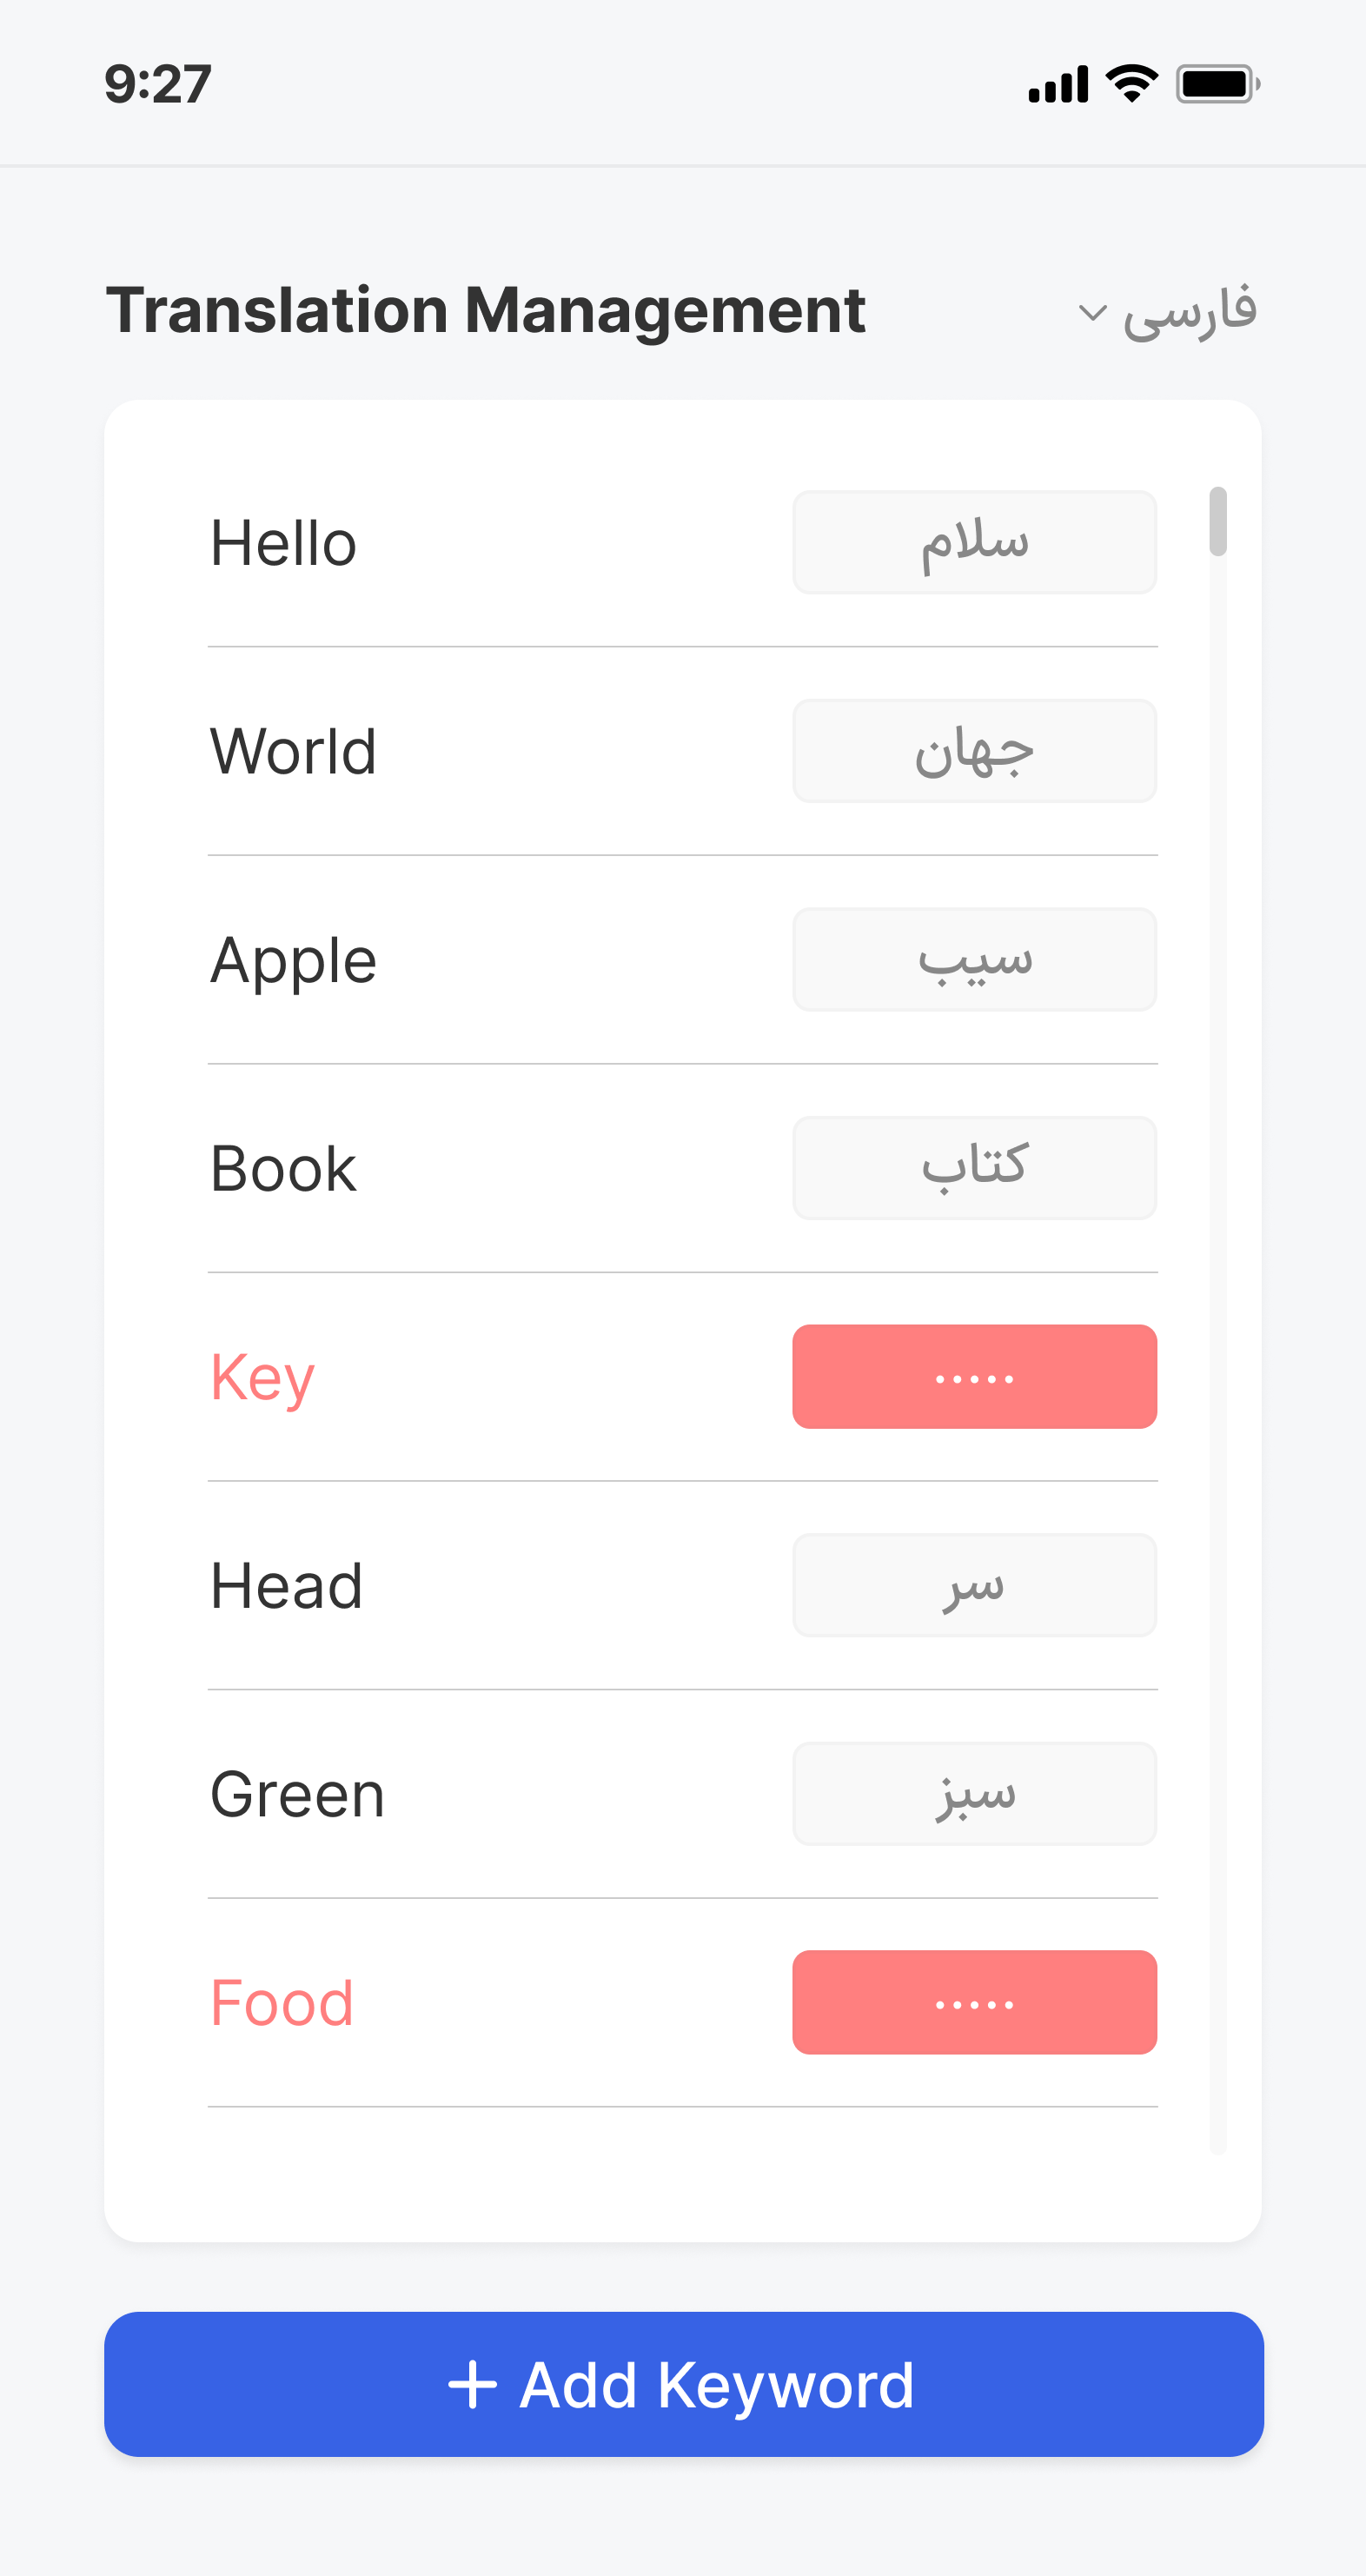 9:27
Translation Management فارسی
Hello سلام
World جهان
Apple سیب
Book کتاب
Key .....
Head سر
Green سبز
Food .....
+ Add Keyword